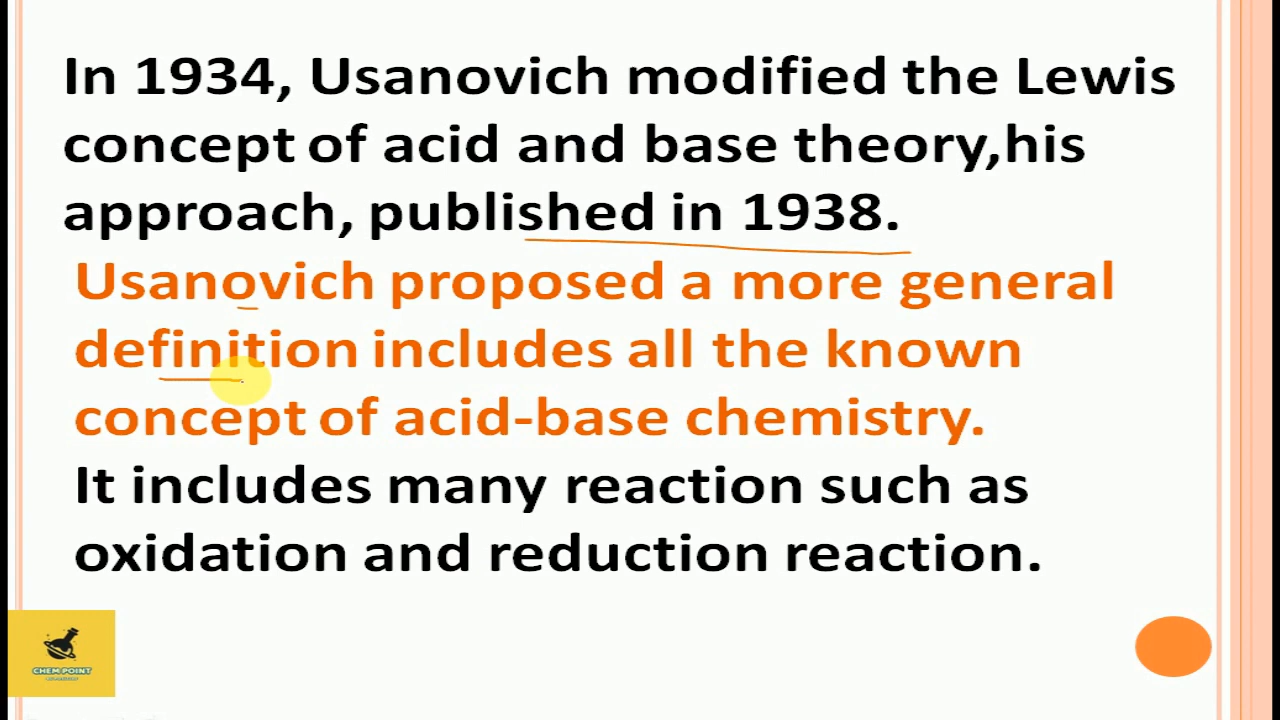 In 1934, Usanovich modified the Lewis
concept of acid and base theory,his
approach, published in 1938.
Usanovich proposed a more general
definition includes all the known
concept of acid-base chemistry.
It includes many reaction such as
oxidation and reduction reaction.
CHEM POINT